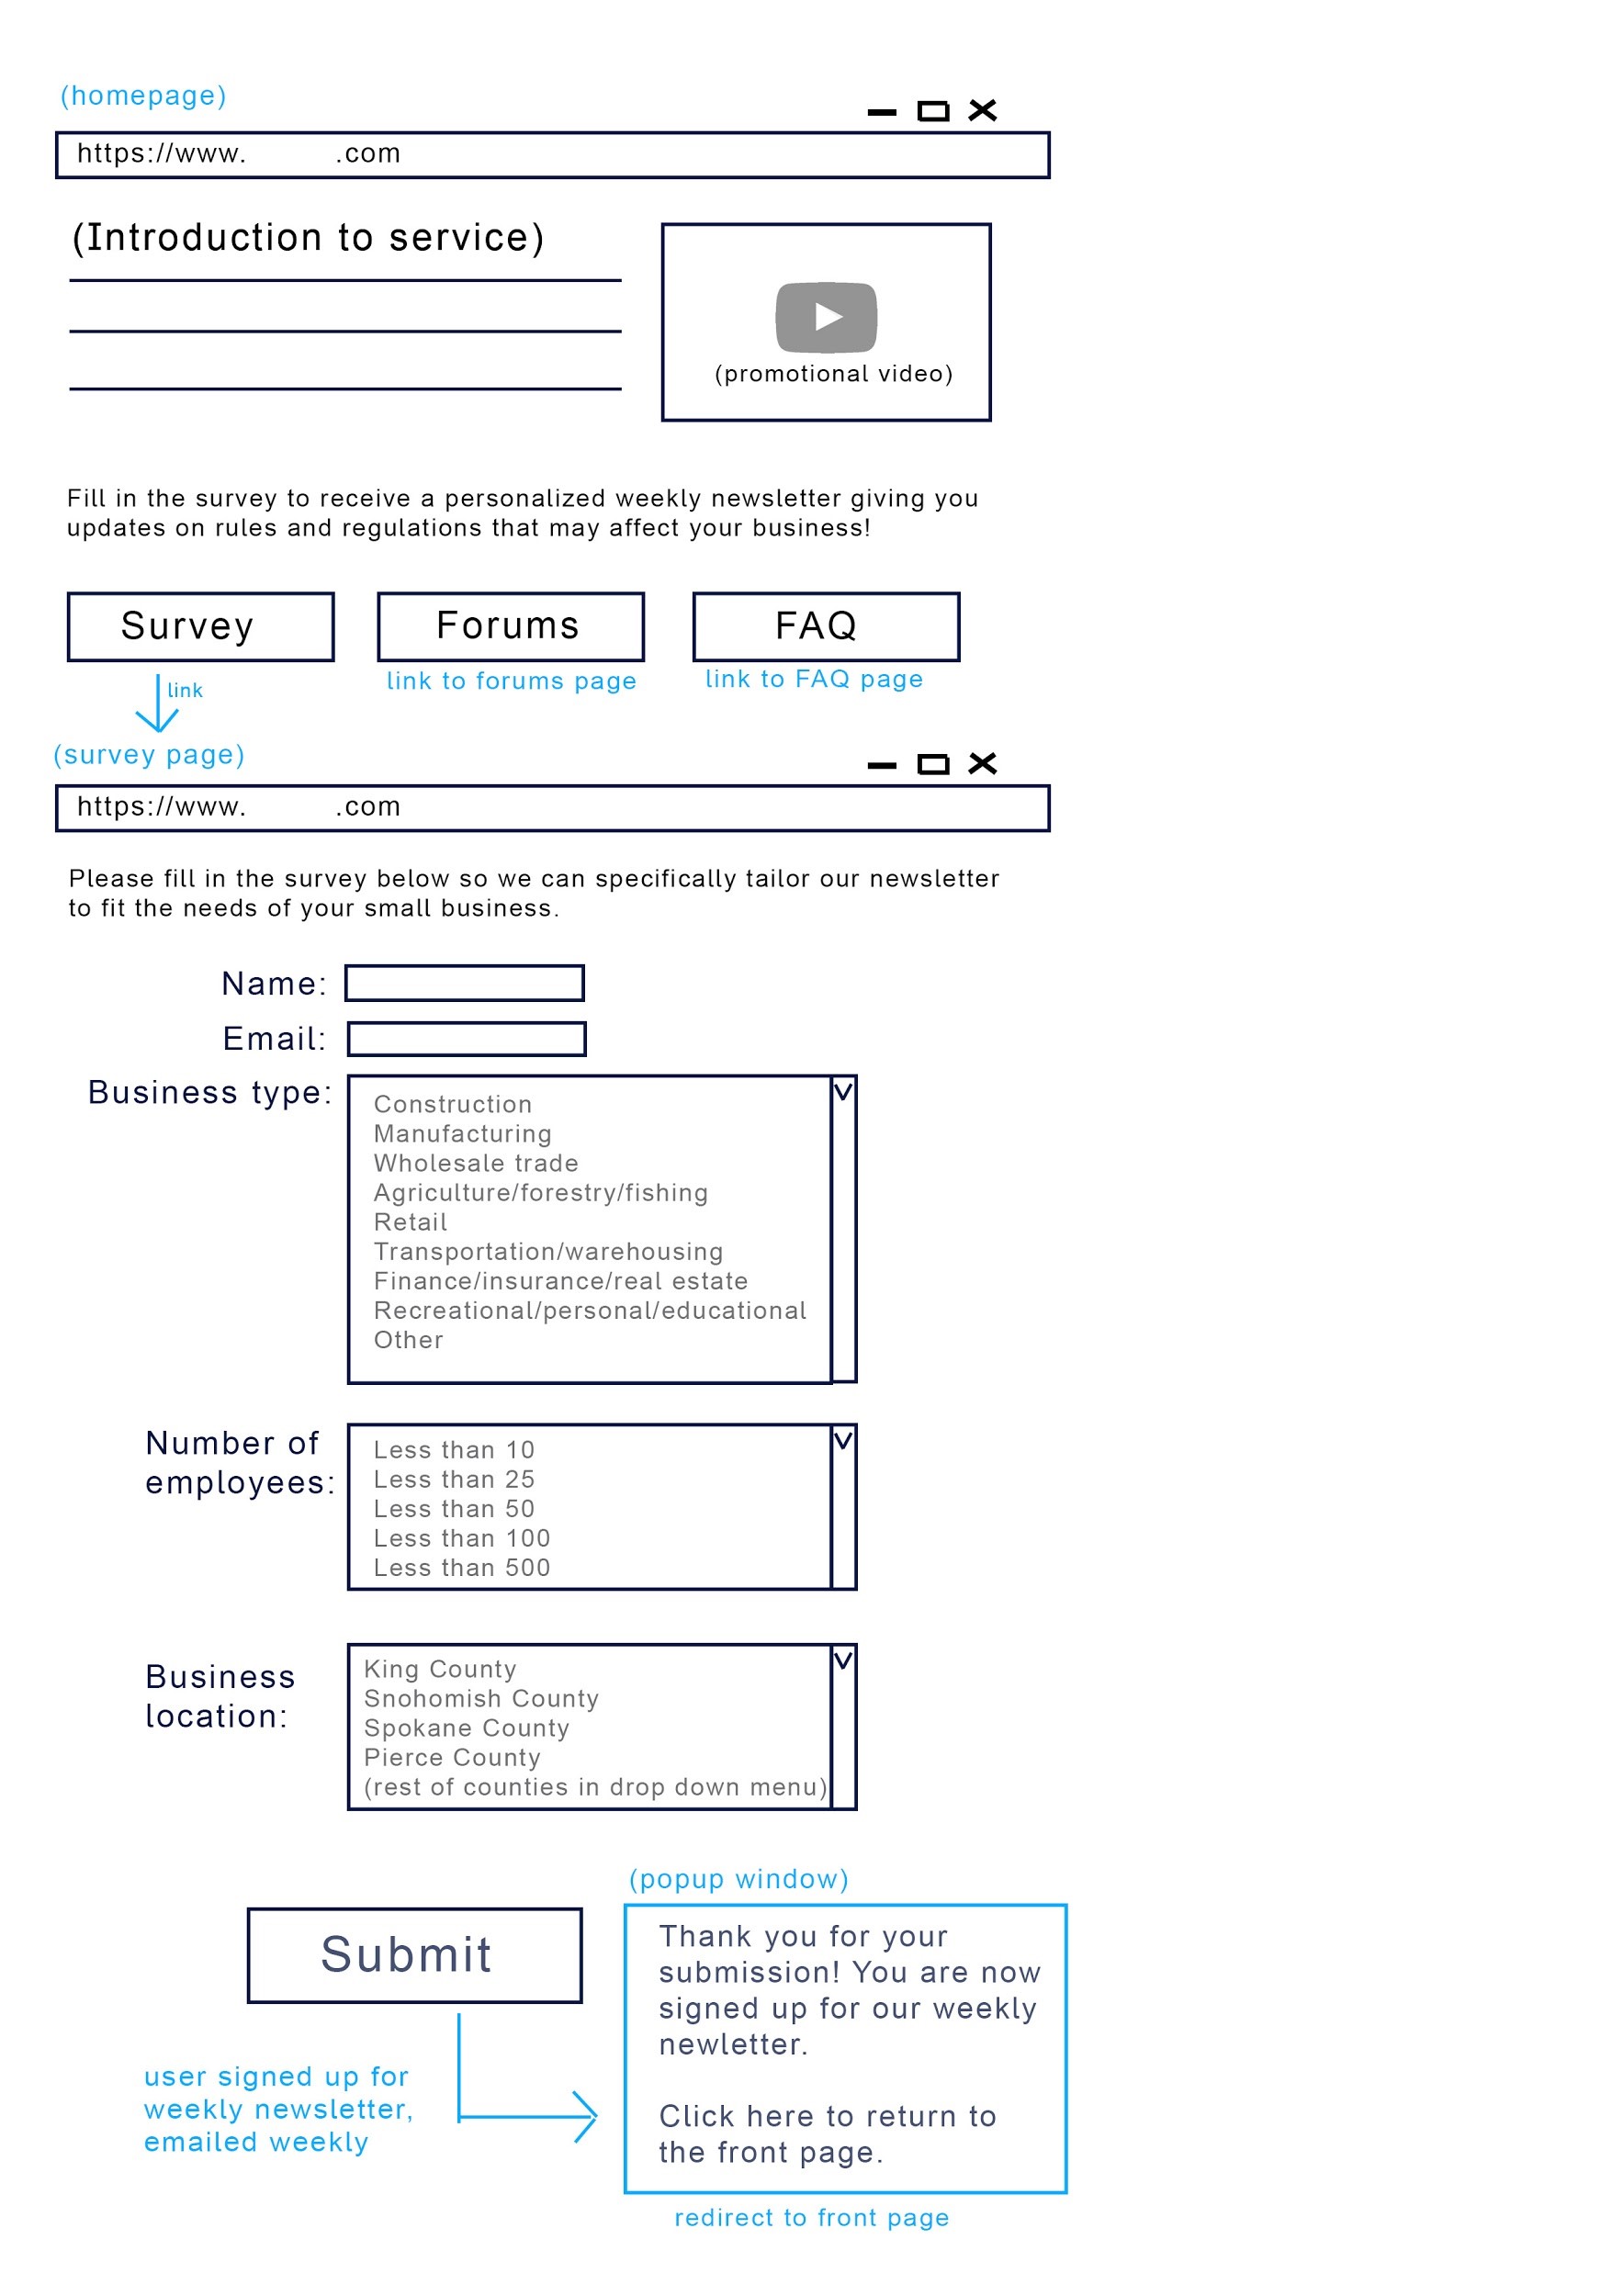 (homepage)
https://www. .com
(Introduction to service)
(promotional video)
Fill in the survey to receive a personalized weekly newsletter giving you
updates on rules and regulations that may affect your business!
Survey
Forums
FAQ
link
link to forums page
link to FAQ page
(survey page)
https://www. .com
Please fill in the survey below so we can specifically tailor our newsletter
to fit the needs of your small business.
Name:
Email:
Business type:
Construction
Manufacturing
Wholesale trade
Agriculture/forestry/fishing
Retail
Transportation/warehousing
Finance/insurance/real estate
Recreational/personal/educational
Other
Number of
employees:
Less than 10
Less than 25
Less than 50
Less than 100
Less than 500
Business
location:
King County
Snohomish County
Spokane County
Pierce County
(rest of counties in drop down menu)
Submit
user signed up for
weekly newsletter,
emailed weekly
(popup window)
Thank you for your
submission! You are now
signed up for our weekly
newletter.
Click here to return to
the front page.
redirect to front page